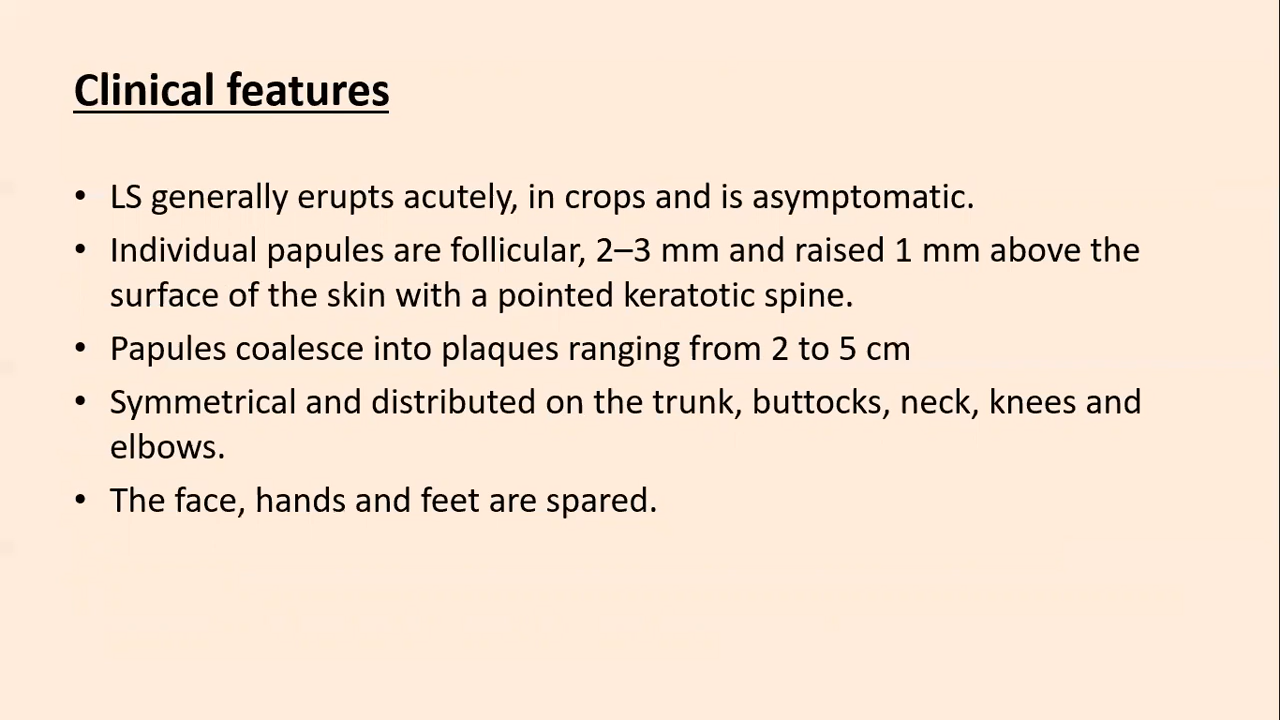 Clinical features
• LS generally erupts acutely, in crops and is asymptomatic.
• Individual papules are follicular, 2–3 mm and raised 1 mm above the
surface of the skin with a pointed keratotic spine.
• Papules coalesce into plaques ranging from 2 to 5 cm
• Symmetrical and distributed on the trunk, buttocks, neck, knees and
elbows.
• The face, hands and feet are spared.